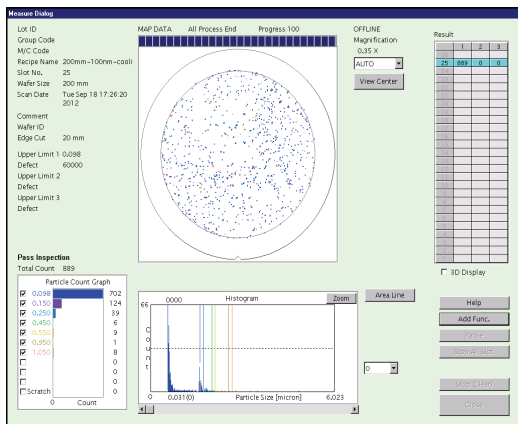 Measure Dialog
Lot ID
Group Code
M/C Code
Recipe Name 200mm-100nm-cooli
Slot No. 25
Wafer Size 200 mm
Scan Date Tue Sep 18 17:26:20
2012
Comment
Wafer ID
Edge Cut 20 mm
Upper Limit 1 0,098
Defect 60000
Upper Limit 2
Defect
Upper Limit 3
Defect
Pass Inspection
Total Count 889
Particle Count Graph
0.098 702
0.150 124
0.250 39
0.450 6
0.550 9
0.950 1
1.050 8
0
0
Scratch 0
0 Count
MAP DATA All Process End Progress 100
0000 Histogram Zoom
66
Count
0 0,031(0) Particle Size [micron] 6,023
OFFLINE
Magnification
0.35 X
AUTO
View Center
Area Line
0
Result
1 2 3
25 889 0 0
3D Display
Help
Add Func.
Pause
Stop All Slot
Stop (Clear)
Close